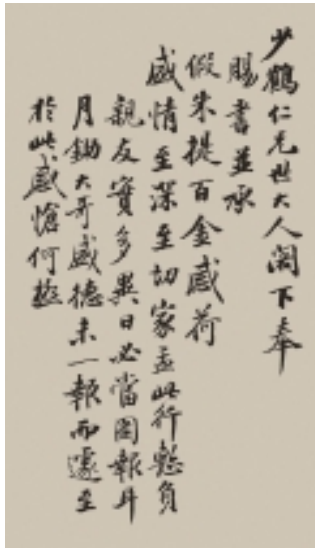 少鶴仁兄世大人閣下奉
賜書並承
假朱提百金感荷
盛情至深至切家孟此行懸負
親友實多異日必當圖報耳
月鋤大哥盛德未一報而遽至
於此感愴何極